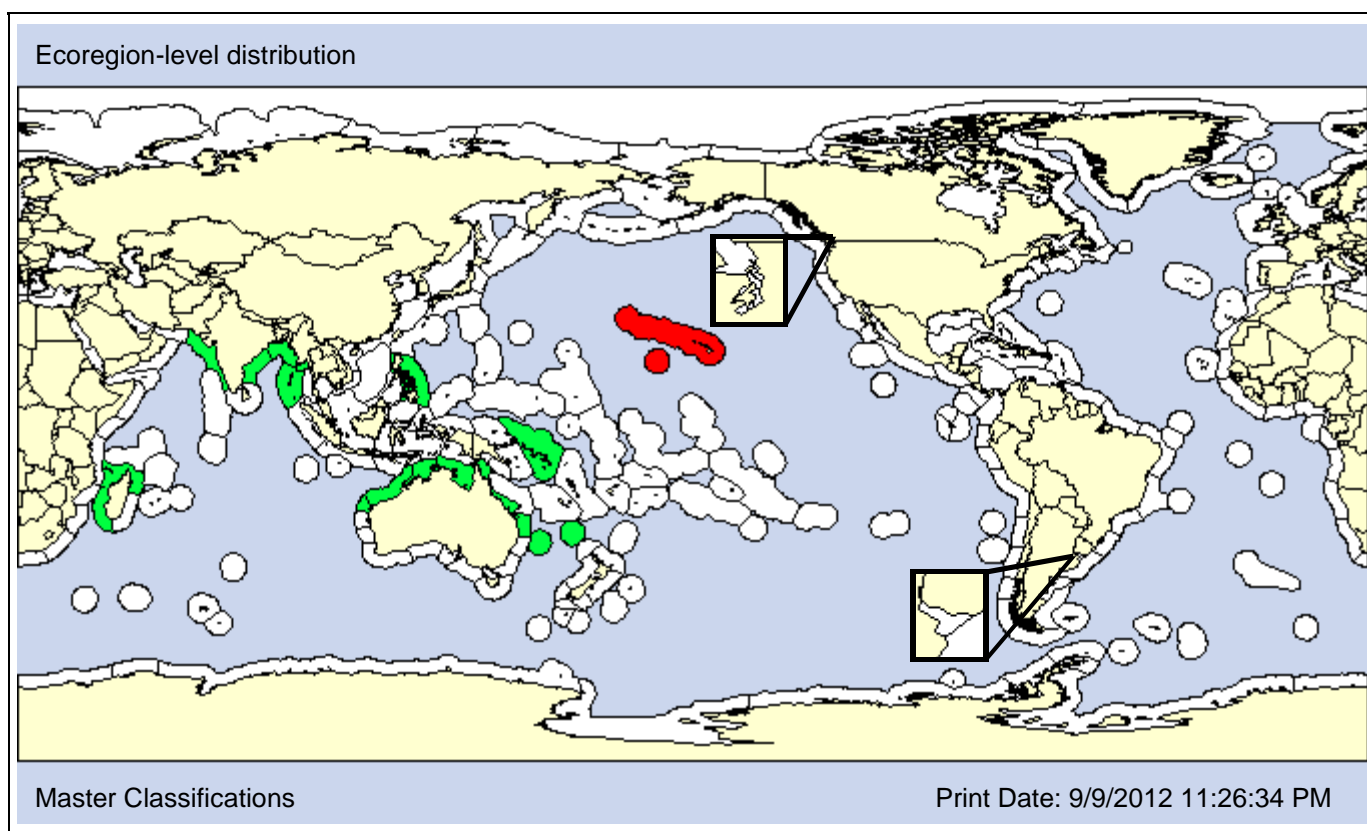 Ecoregion-level distribution
Master Classifications
Print Date: 9/9/2012 11:26:34 PM